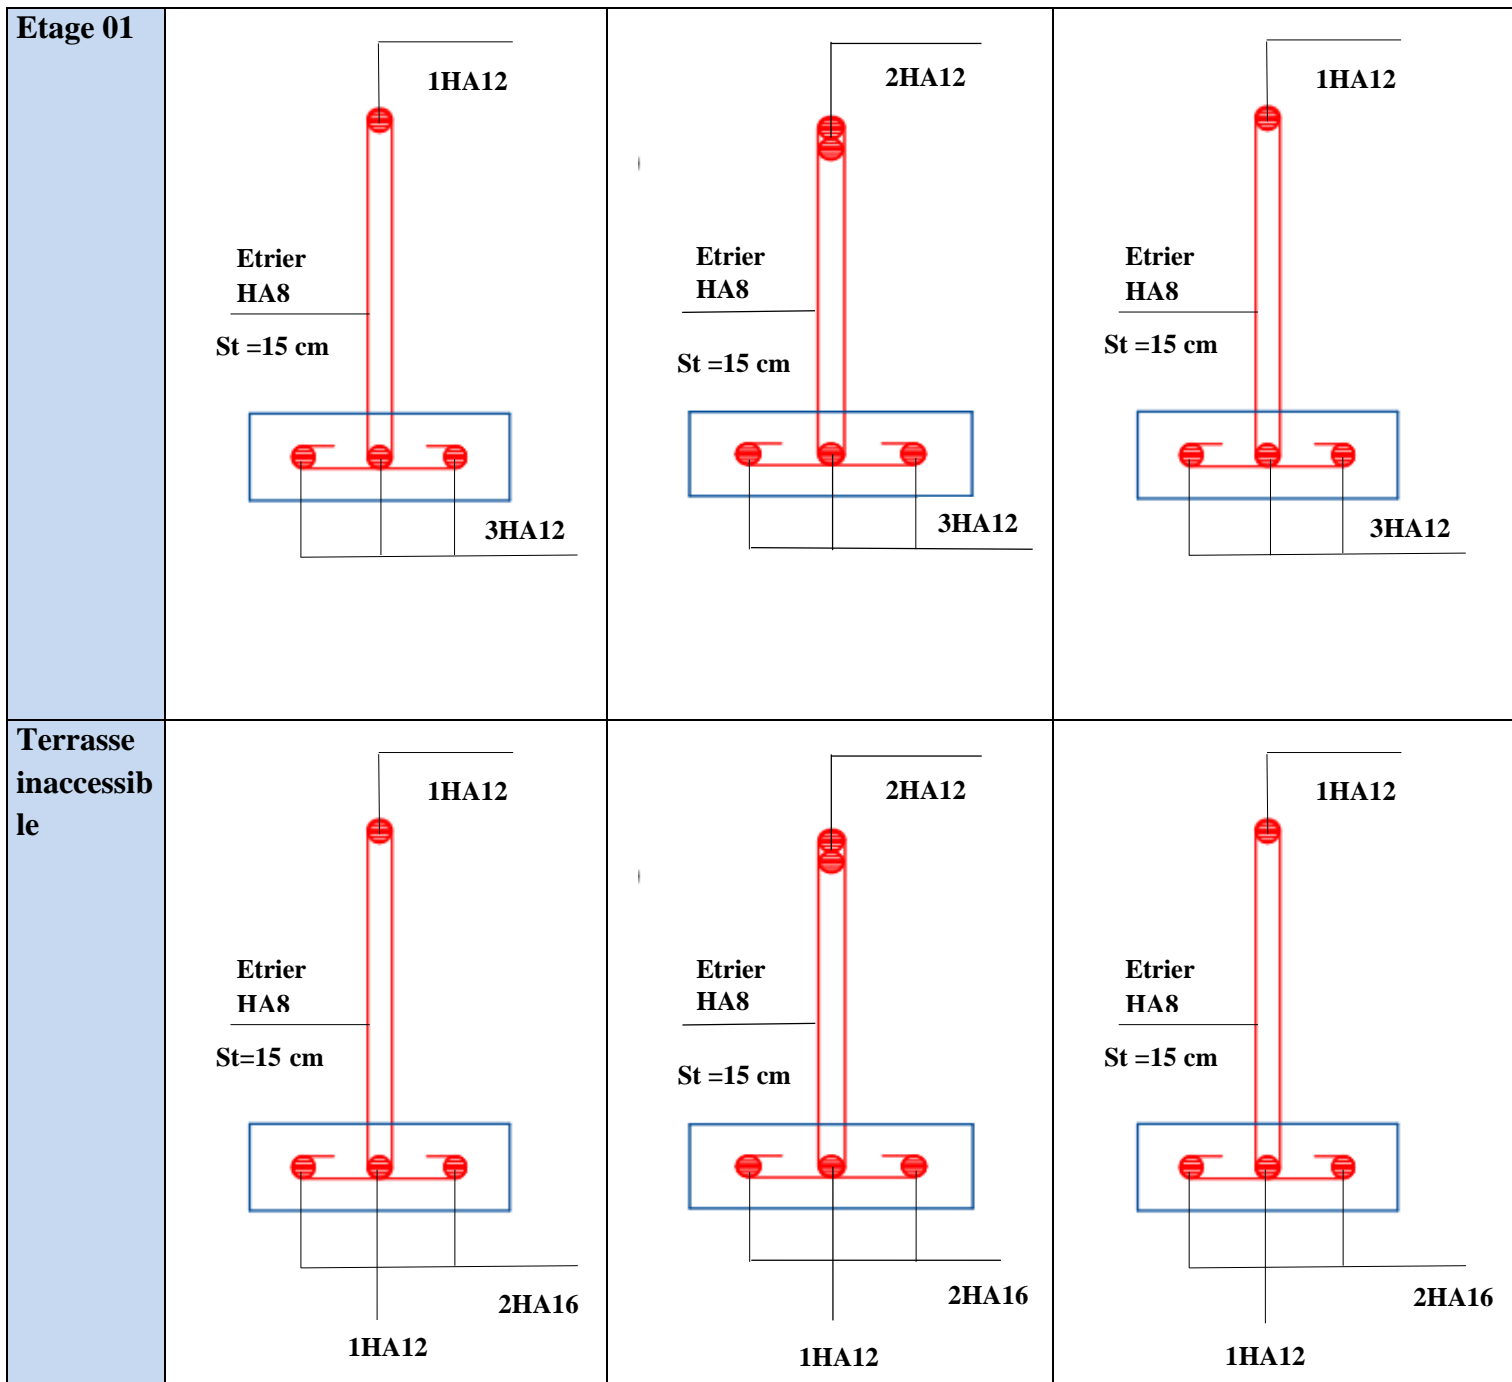 Etage 01
1HA12
Etrier
HA8
St =15 cm
3HA12
2HA12
Etrier
HA8
St =15 cm
3HA12
1HA12
Etrier
HA8
St =15 cm
3HA12
Terrasse
inaccessib
le
1HA12
Etrier
HA8
St=15 cm
2HA16
1HA12
2HA12
Etrier
HA8
St =15 cm
2HA16
1HA12
1HA12
Etrier
HA8
St =15 cm
2HA16
1HA12